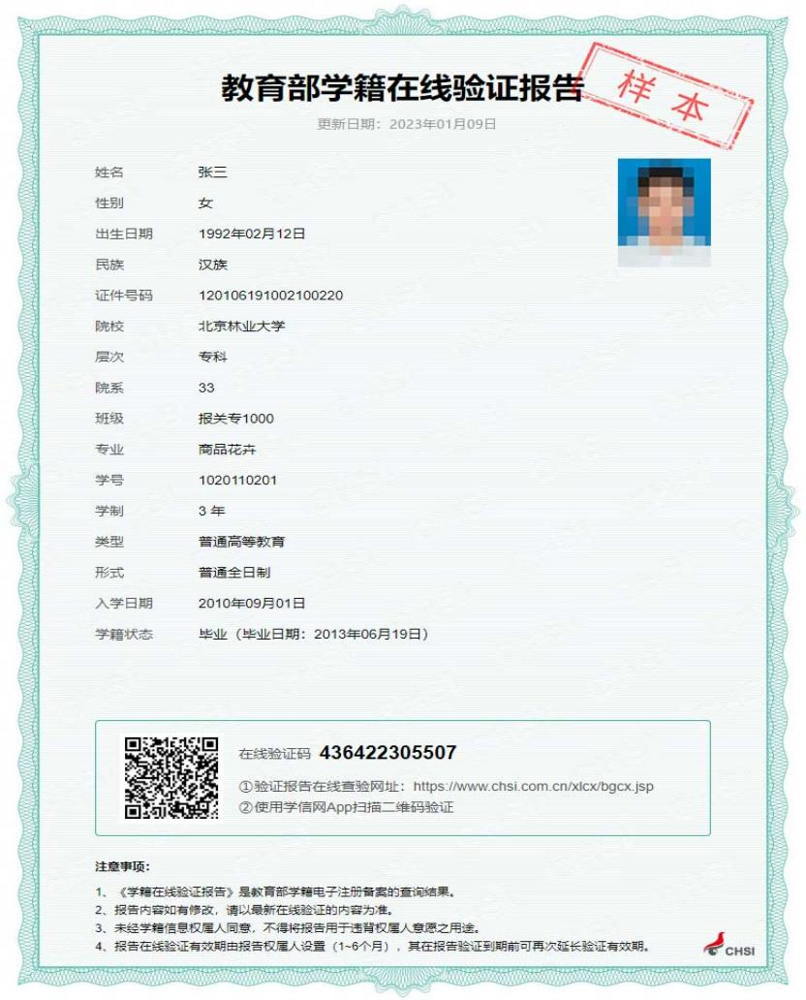 教育部学籍在线验证报告
样本
更新日期：2023年01月09日
姓名 张三
性别 女
出生日期 1992年02月12日
民族 汉族
证件号码 120106191002100220
院校 北京林业大学
层次 专科
院系 33
班级 报关专1000
专业 商品花卉
学号 1020110201
学制 3 年
类型 普通高等教育
形式 普通全日制
入学日期 2010年09月01日
学籍状态 毕业（毕业日期：2013年06月19日）
在线验证码 436422305507
①验证报告在线查验网址：https://www.chsi.com.cn/xlcx/bgcx.jsp
②使用学信网App扫描二维码验证
注意事项：
1、《学籍在线验证报告》是教育部学籍电子注册备案的查询结果。
2、报告内容如有修改，请以最新在线验证的内容为准。
3、未经学籍信息权属人同意，不得将报告用于违背权属人意愿之用途。
4、报告在线验证有效期由报告权属人设置（1~6个月），其在报告验证到期前可再次延长验证有效期。
CHSI